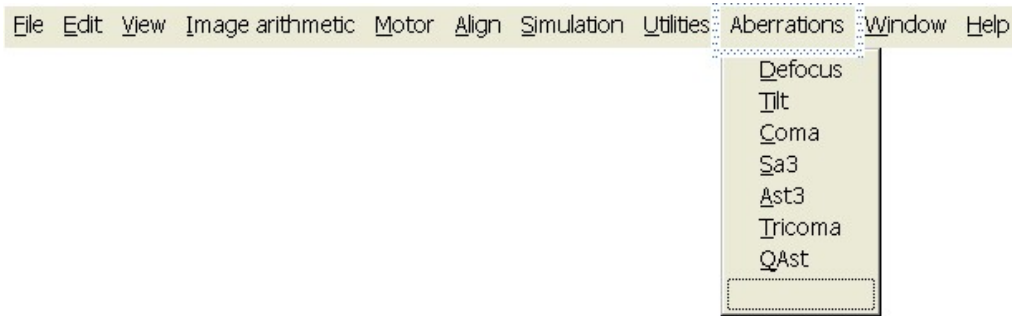 File Edit View Image arithmetic Motor Align Simulation Utilities Aberrations Window Help
Defocus
Tilt
Coma
Sa3
Ast3
Tricoma
QAst